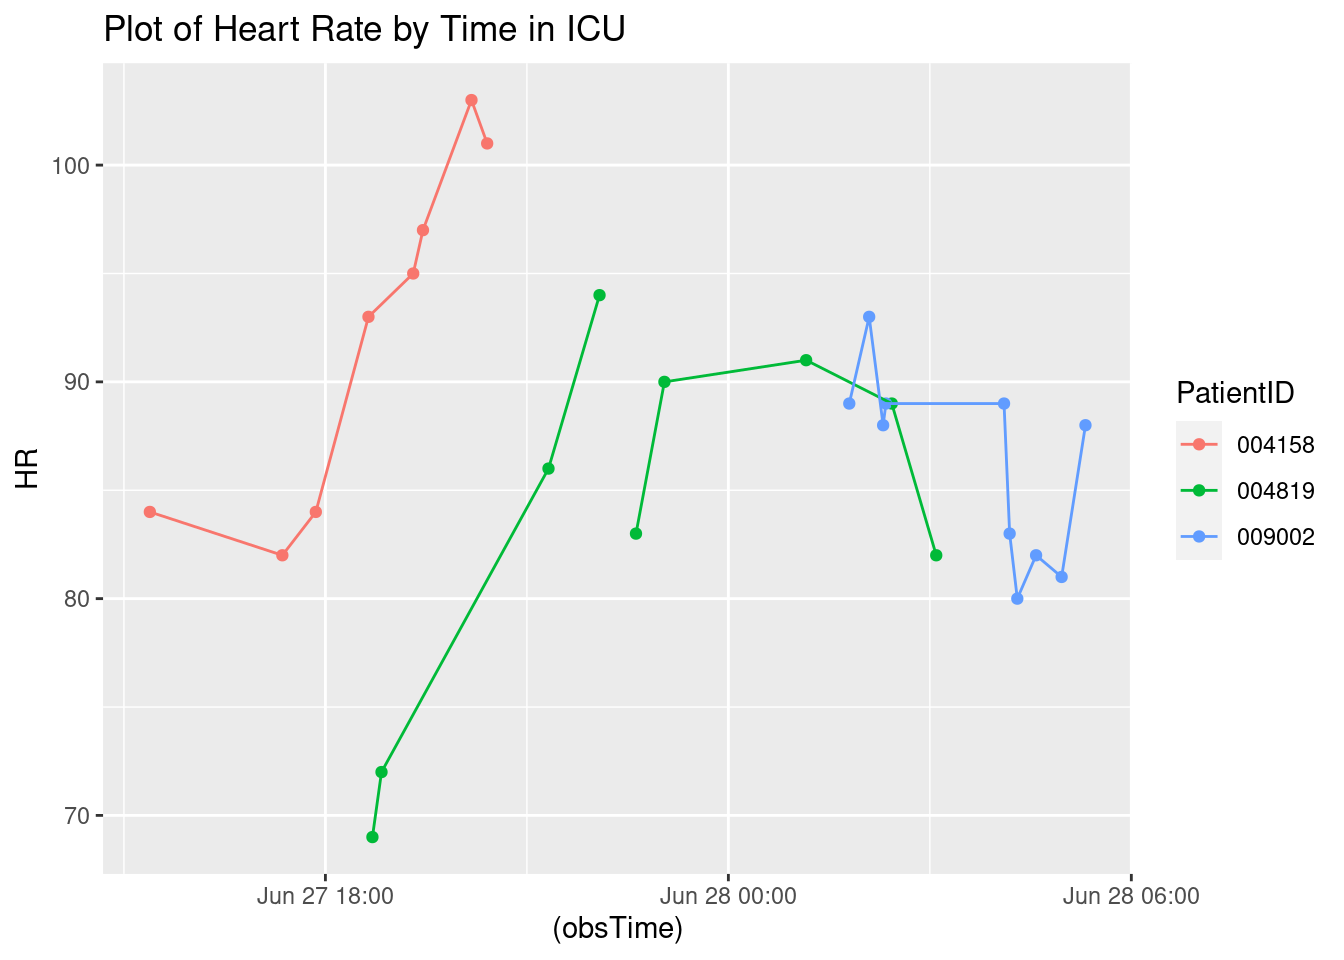 Plot of Heart Rate by Time in ICU
100
90
80
70
HR
Jun 27 18:00
Jun 28 00:00
Jun 28 06:00
(obsTime)
PatientID
004158
004819
009002